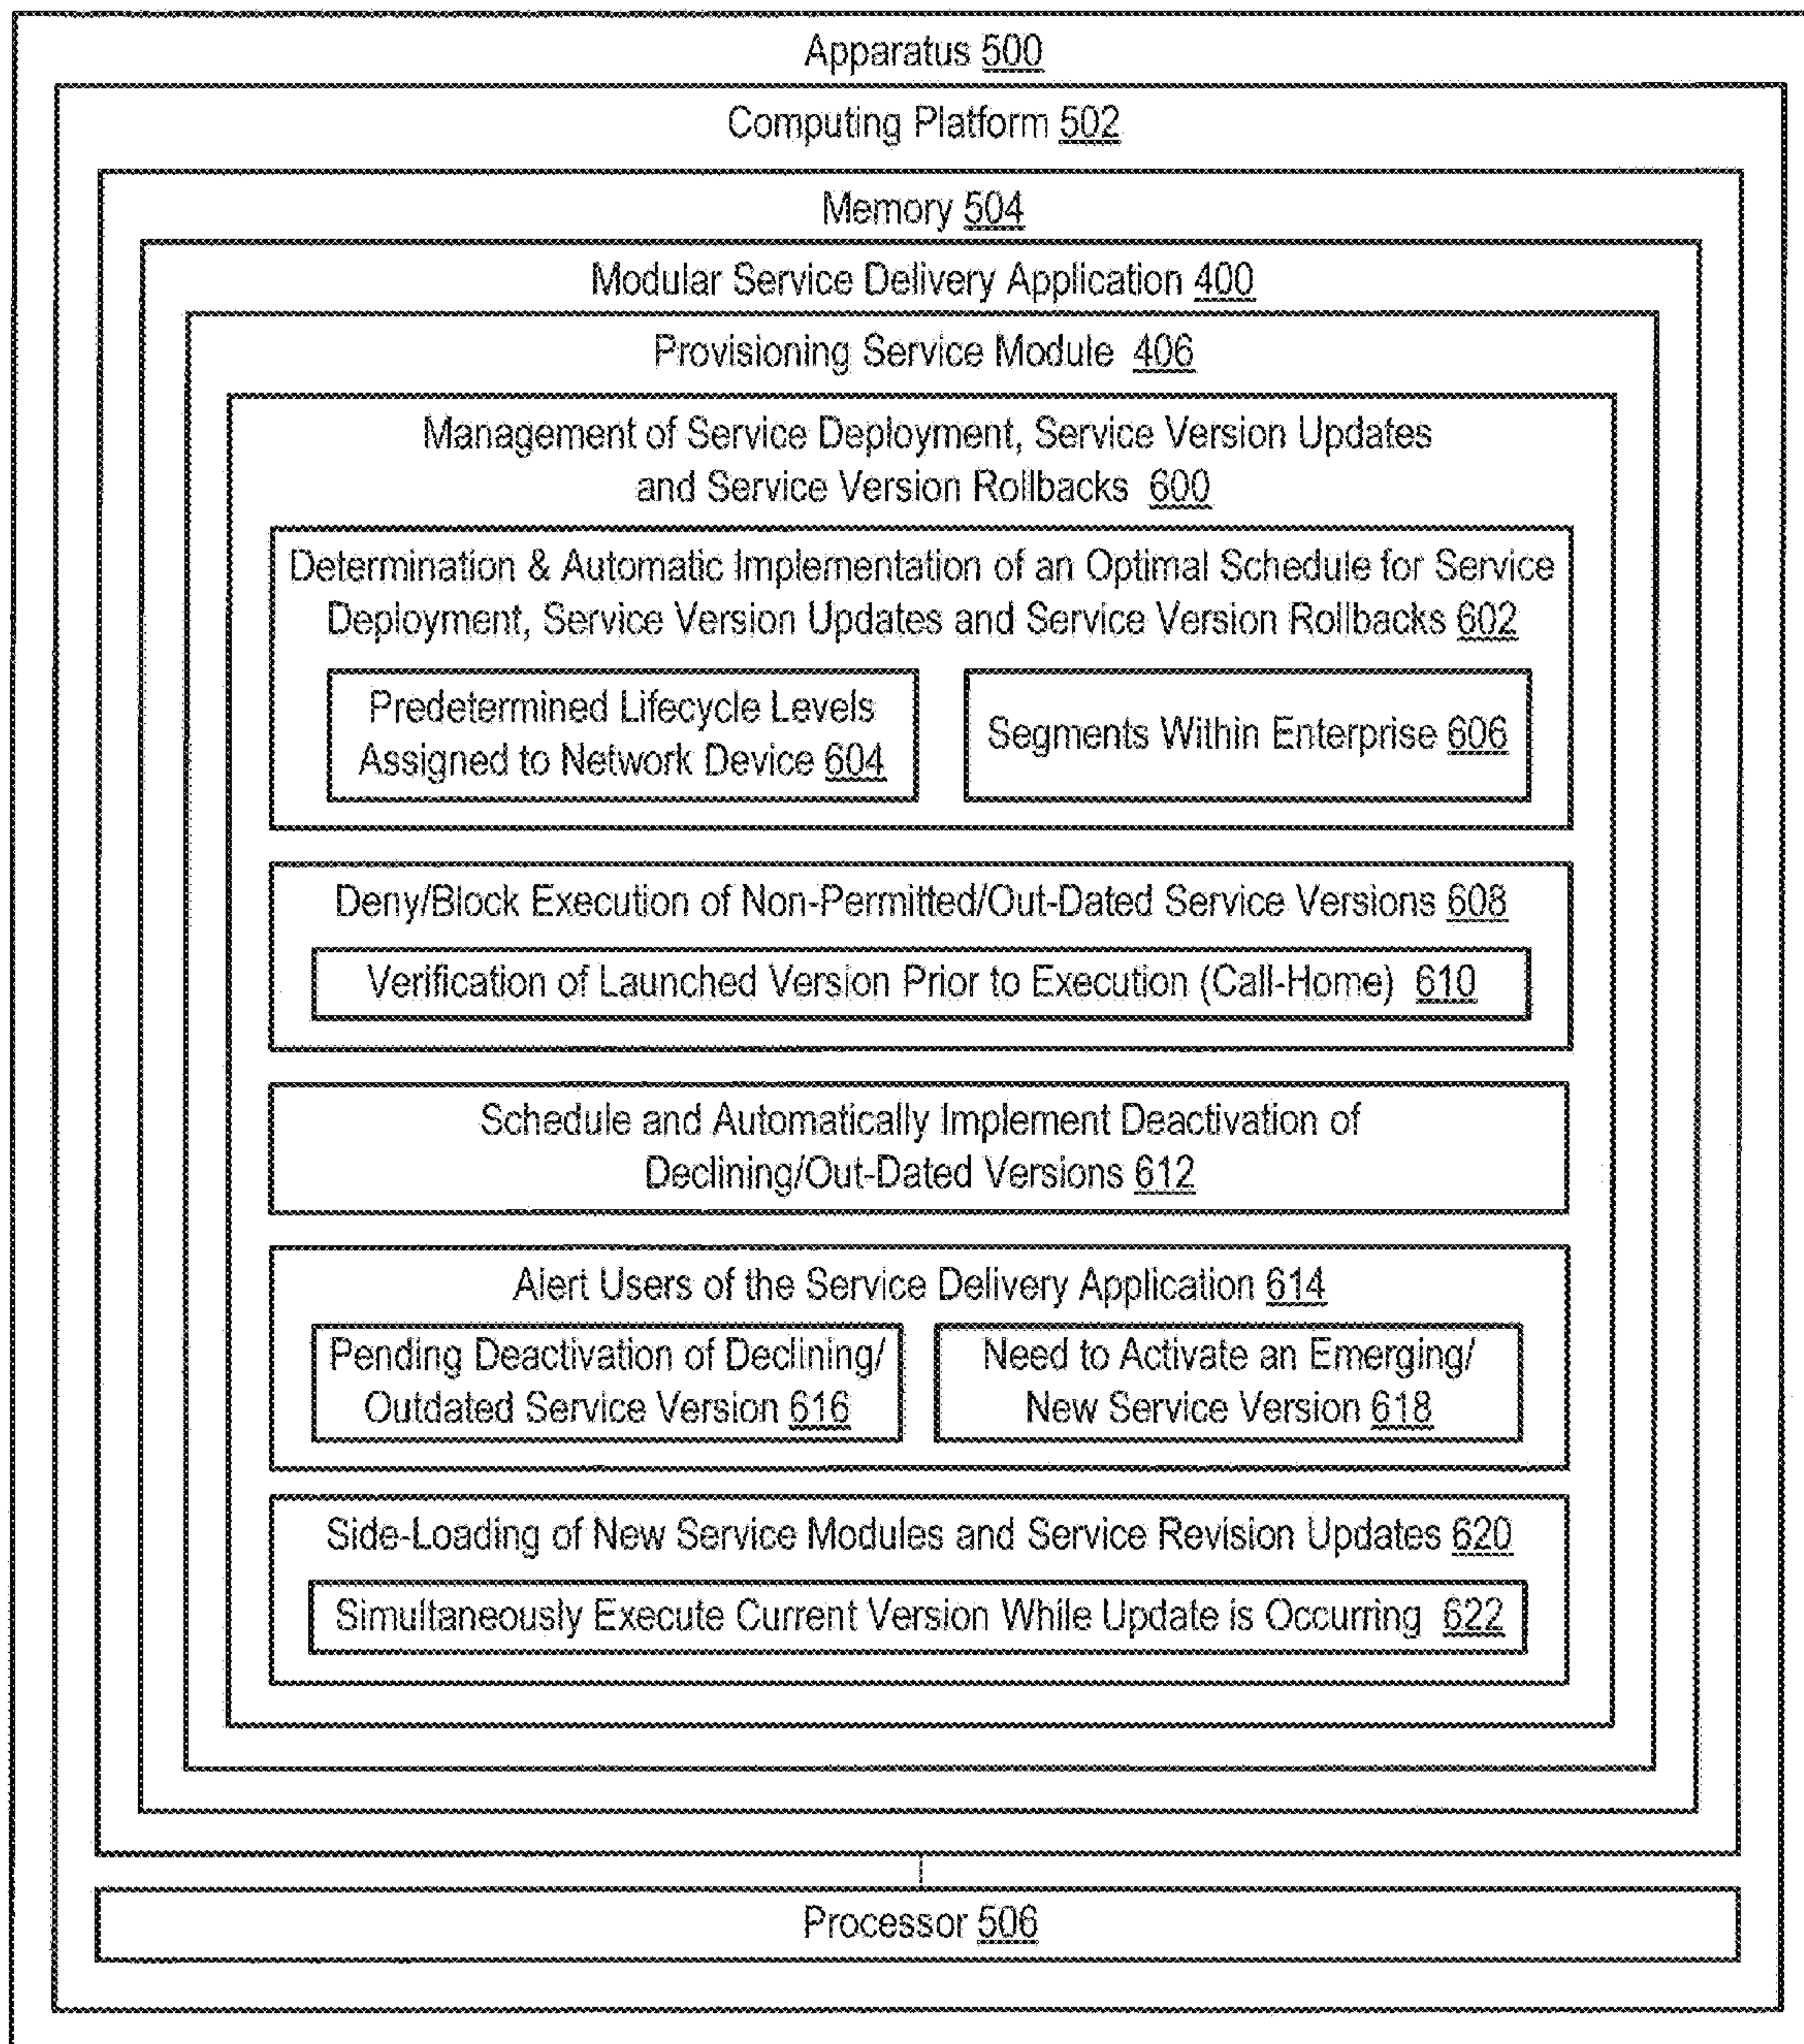 Apparatus 500
Computing Platform 502
Memory 504
Modular Service Delivery Application 400
Provisioning Service Module 406
Management of Service Deployment, Service Version Updates
and Service Version Rollbacks 600
Determination & Automatic Implementation of an Optimal Schedule for Service
Deployment, Service Version Updates and Service Version Rollbacks 602
Predetermined Lifecycle Levels
Assigned to Network Device 604
Segments Within Enterprise 606
Deny/Block Execution of Non-Permitted/Out-Dated Service Versions 608
Verification of Launched Version Prior to Execution (Call-Home) 610
Schedule and Automatically Implement Deactivation of
Declining/Out-Dated Versions 612
Alert Users of the Service Delivery Application 614
Pending Deactivation of Declining/
Outdated Service Version 616
Need to Activate an Emerging/
New Service Version 618
Side-Loading of New Service Modules and Service Revision Updates 620
Simultaneously Execute Current Version While Update is Occurring 622
Processor 506